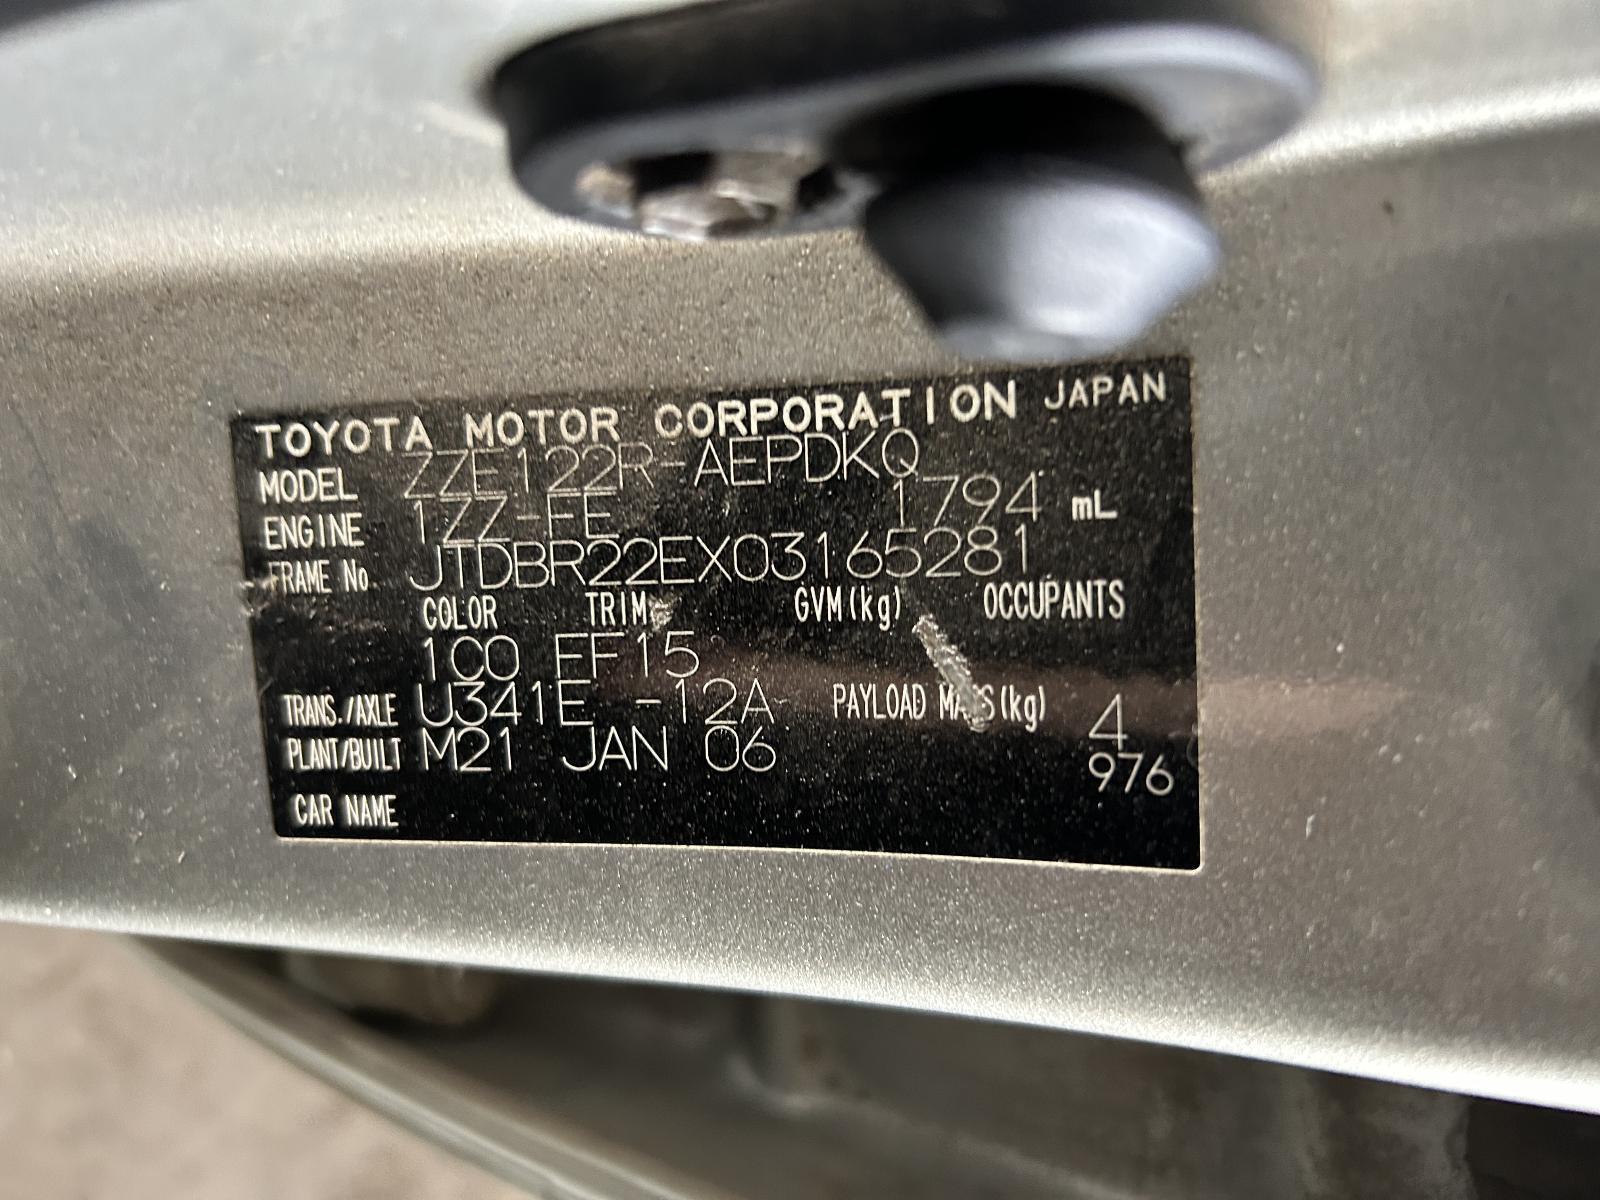 TOYOTA MOTOR CORPORATION JAPAN
MODEL ZZE122R-AEPDKQ
ENGINE 1ZZ-FE 1794 mL
FRAME No. JTDBR22EX03165281
COLOR TRIM GVM(kg) OCCUPANTS
1C0 EF15
TRANS./AXLE U341E -12A PAYLOAD MASS(kg) 4
PLANT/BUILT M21 JAN 06 976
CAR NAME